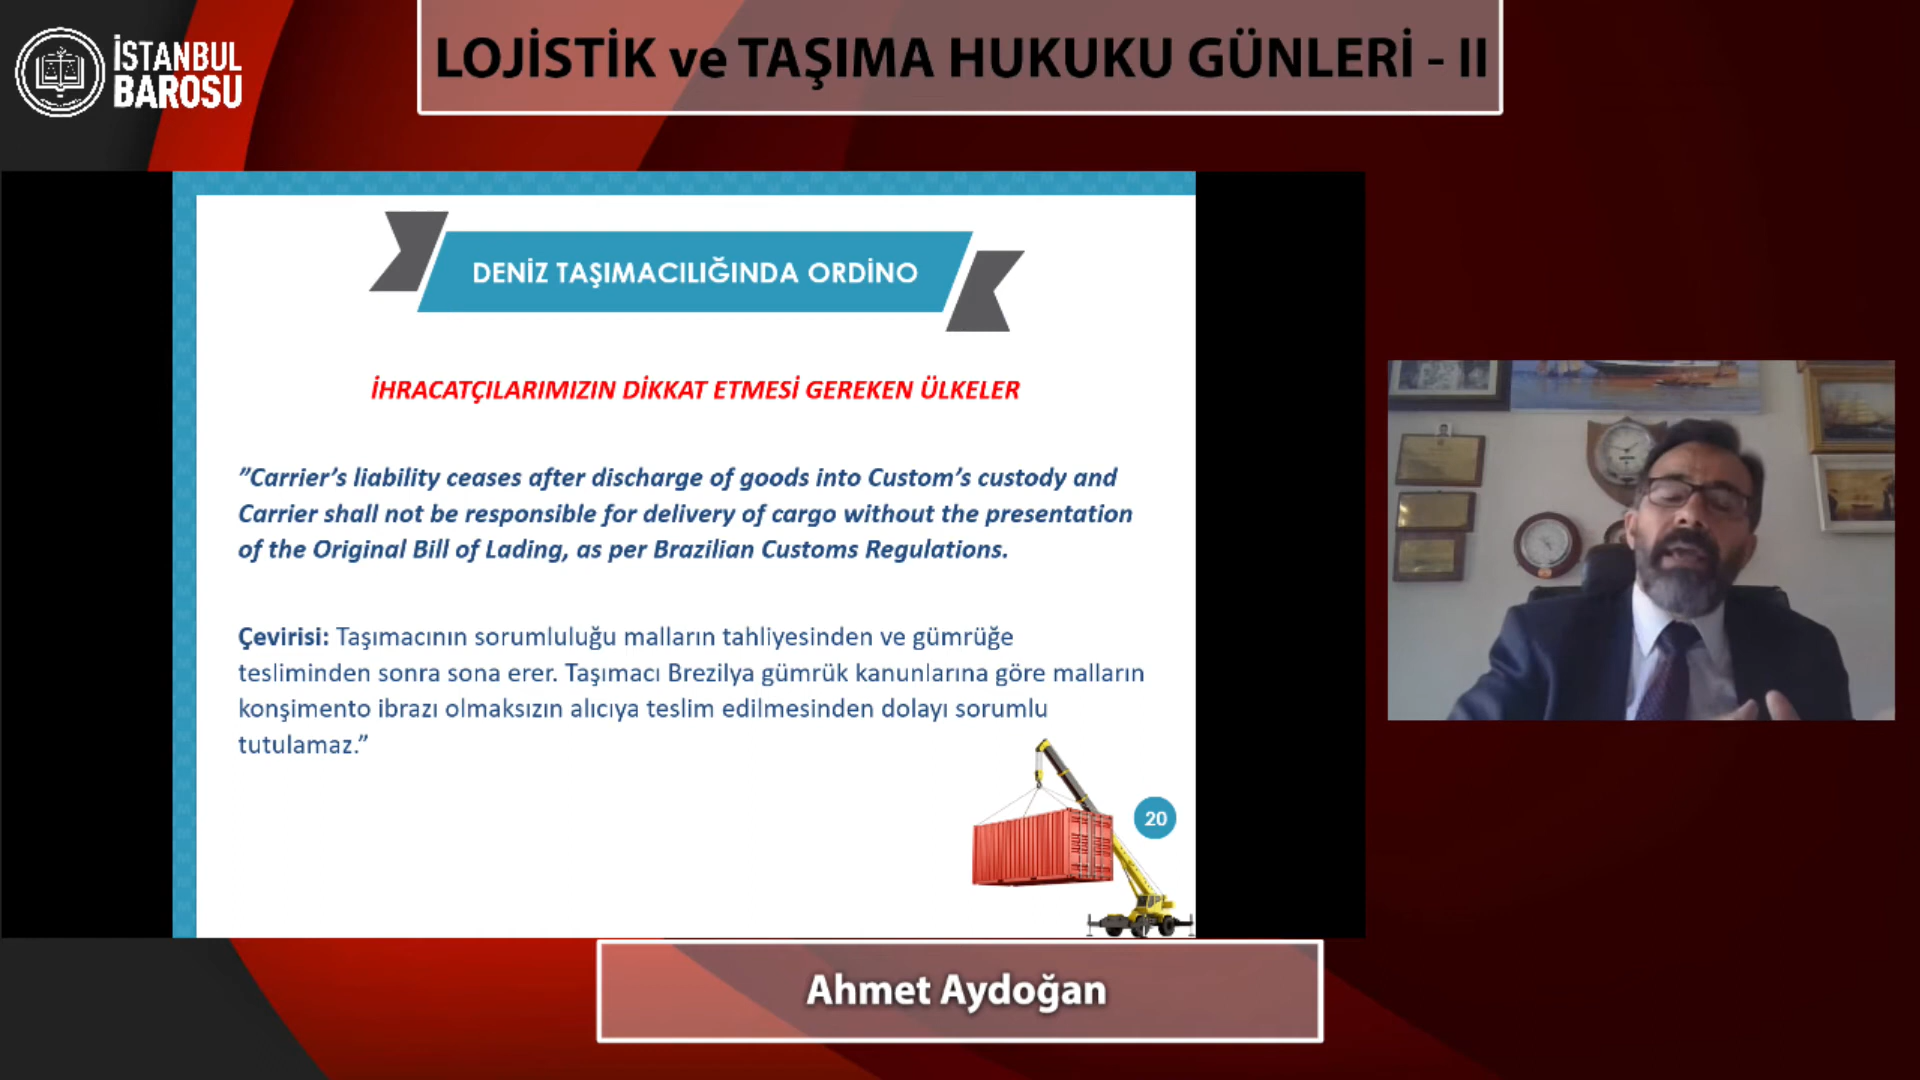 İSTANBUL
BAROSU
LOJİSTİK ve TAŞIMA HUKUKU GÜNLERİ - II
DENİZ TAŞIMACILIĞINDA ORDİNO
İHRACATÇILARIMIZIN DİKKAT ETMESİ GEREKEN ÜLKELER
”Carrier’s liability ceases after discharge of goods into Custom’s custody and
Carrier shall not be responsible for delivery of cargo without the presentation
of the Original Bill of Lading, as per Brazilian Customs Regulations.
Çevirisi: Taşımacının sorumluluğu malların tahliyesinden ve gümrüğe
tesliminden sonra sona erer. Taşımacı Brezilya gümrük kanunlarına göre malların
konşimento ibrazı olmaksızın alıcıya teslim edilmesinden dolayı sorumlu
tutulamaz.”
20
Ahmet Aydoğan